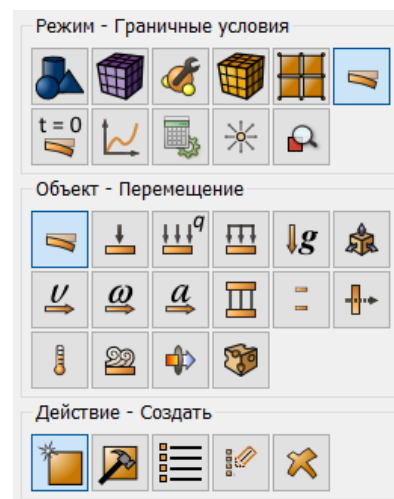 Режим - Граничные условия
t = 0
Объект - Перемещение
q
g
υ ω a
Действие - Создать